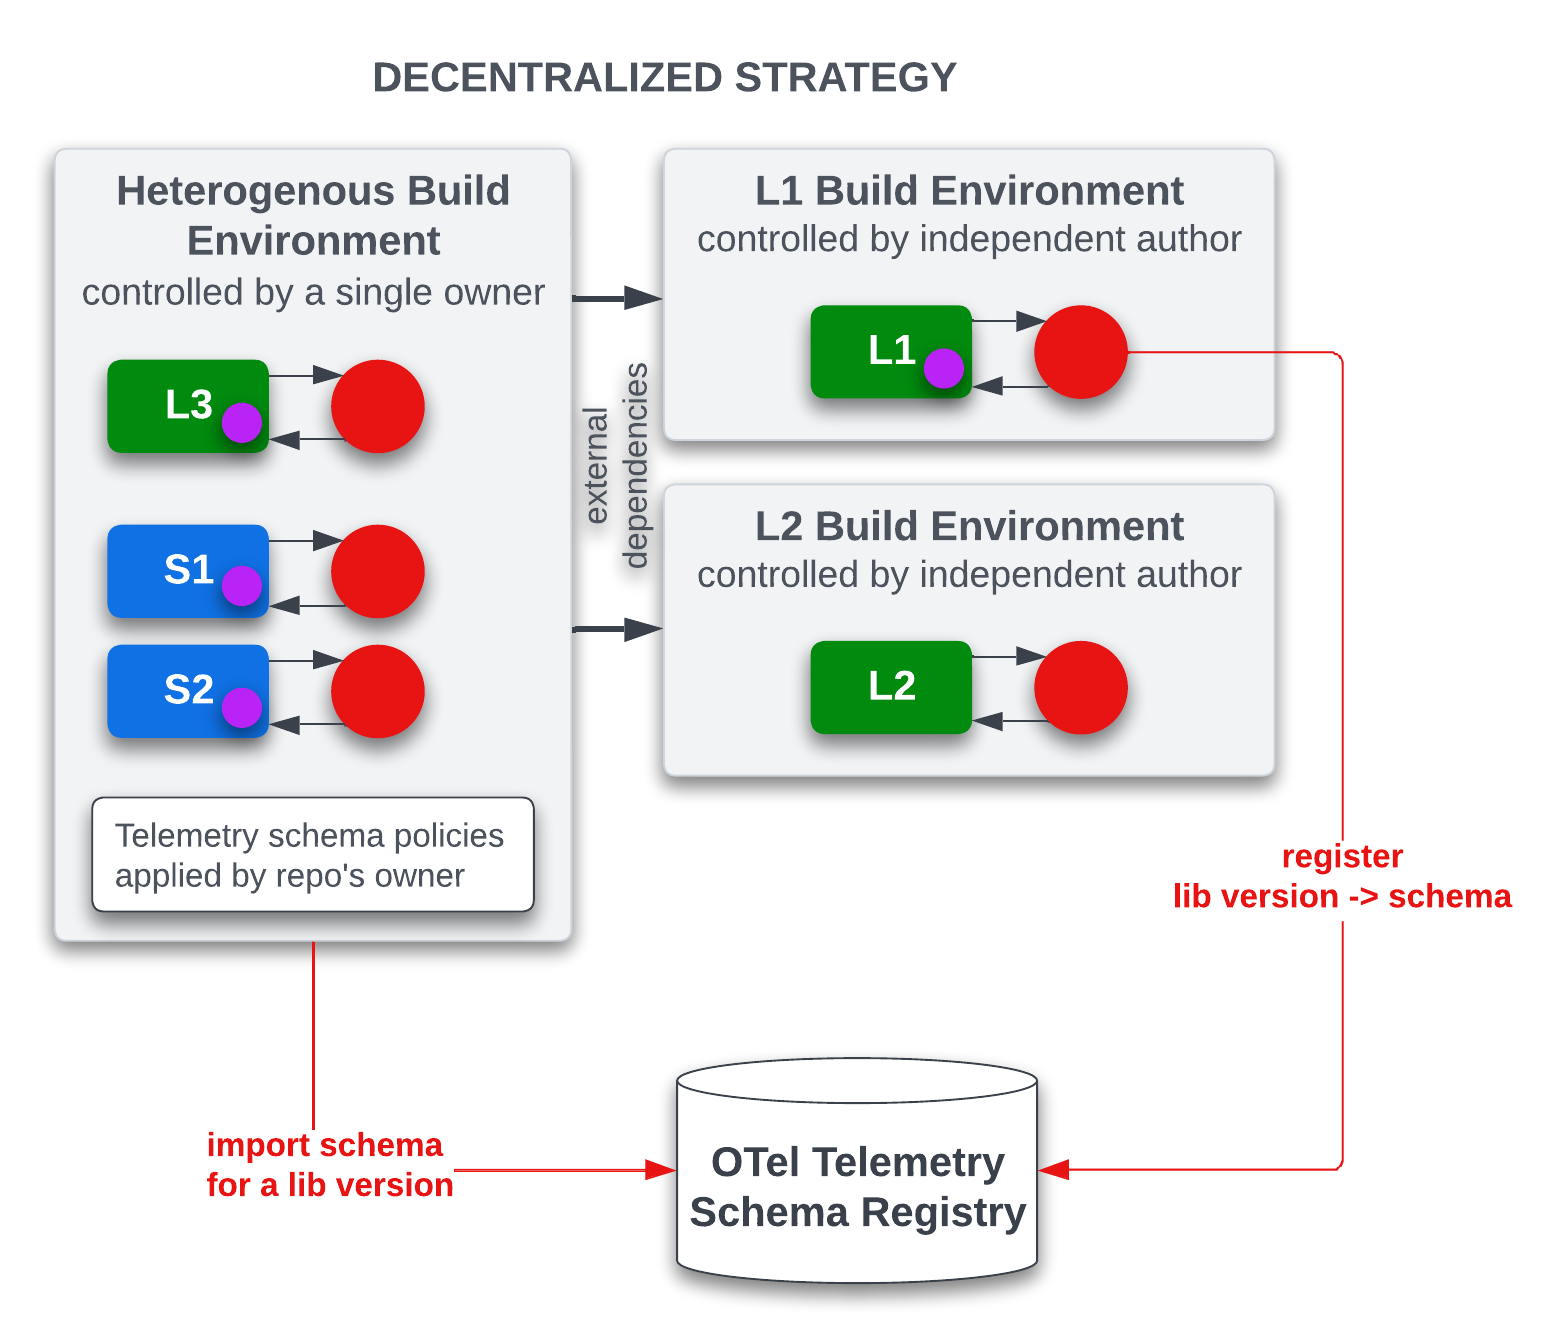 DECENTRALIZED STRATEGY
Heterogenous Build
Environment
controlled by a single owner
L3
S1
S2
Telemetry schema policies
applied by repo's owner
external
dependencies
L1 Build Environment
controlled by independent author
L1
L2 Build Environment
controlled by independent author
L2
register
lib version -> schema
import schema
for a lib version
OTel Telemetry
Schema Registry